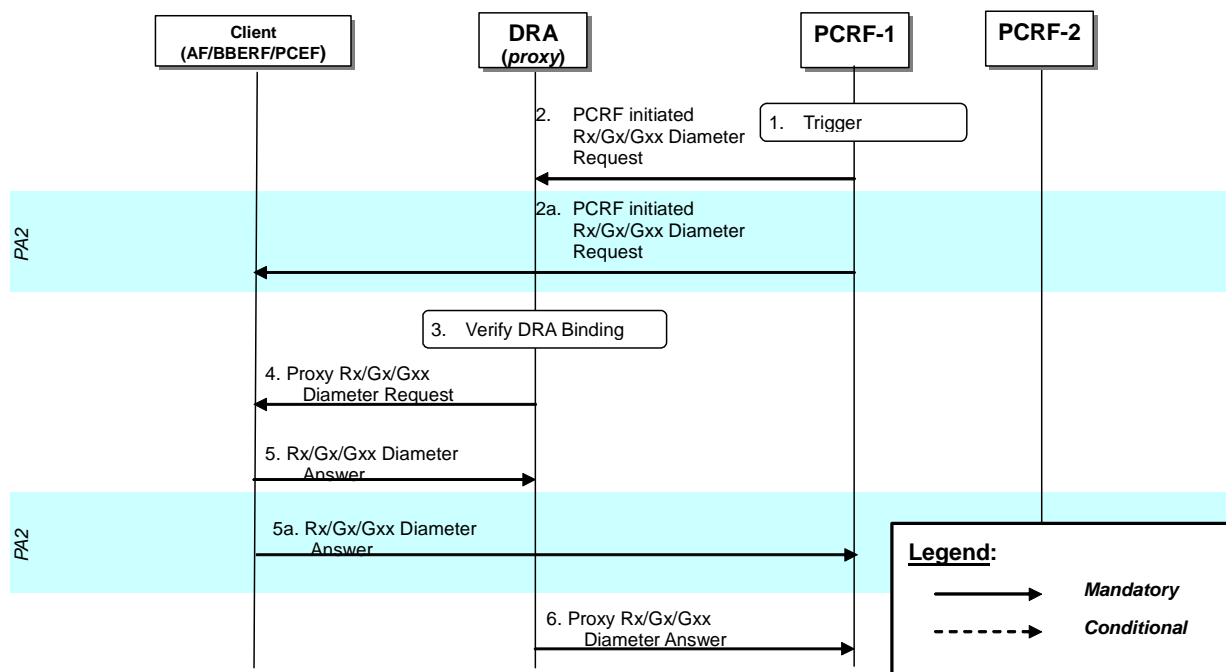 Client
(AF/BBERF/PCEF)
DRA
(proxy)
PCRF-1
PCRF-2
1. Trigger
2. PCRF initiated
Rx/Gx/Gxx Diameter
Request
PA2
2a. PCRF initiated
Rx/Gx/Gxx Diameter
Request
3. Verify DRA Binding
4. Proxy Rx/Gx/Gxx
Diameter Request
5. Rx/Gx/Gxx Diameter
Answer
PA2
5a. Rx/Gx/Gxx Diameter
Answer
6. Proxy Rx/Gx/Gxx
Diameter Answer
Legend:
Mandatory
Conditional